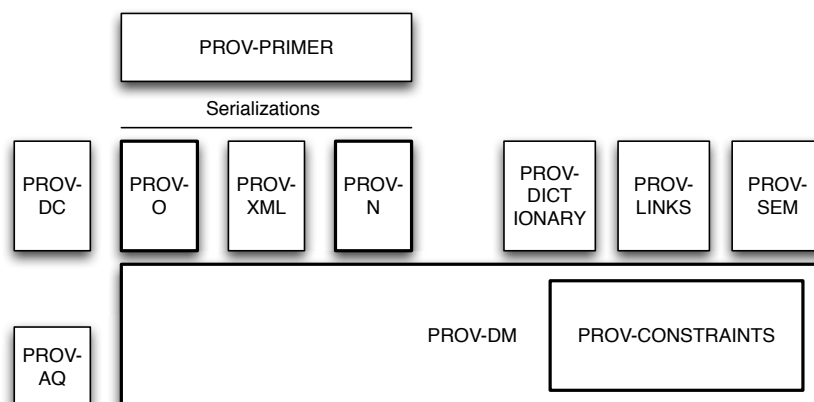 PROV-PRIMER
Serializations
PROV-
DC
PROV-
O
PROV-
XML
PROV-
N
PROV-
DICT
IONARY
PROV-
LINKS
PROV-
SEM
PROV-DM
PROV-CONSTRAINTS
PROV-
AQ